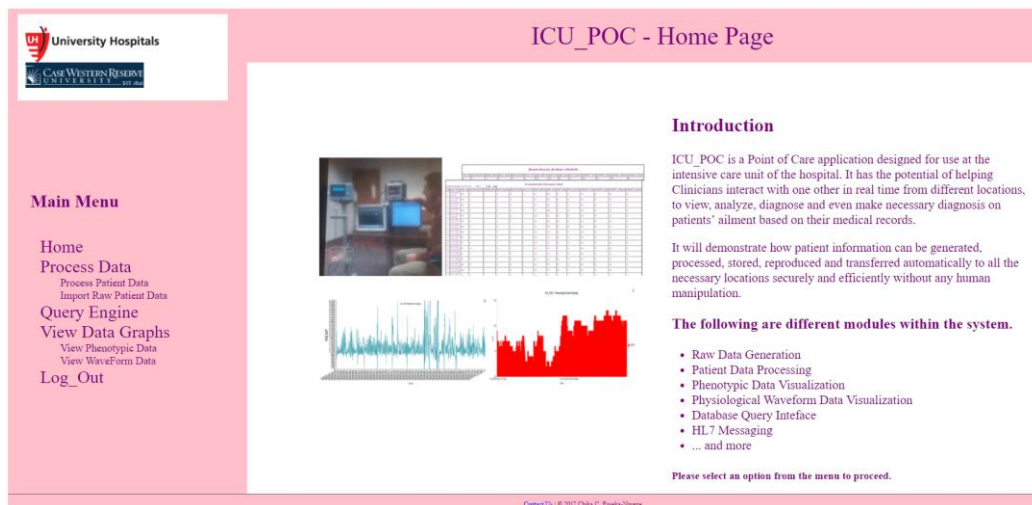 University Hospitals
CASE WESTERN RESERVE
UNIVERSITY EST. 1826
ICU_POC - Home Page
Main Menu
Home
Process Data
Process Patient Data
Import Raw Patient Data
Query Engine
View Data Graphs
View Phenotypic Data
View WaveForm Data
Log_Out
Introduction
ICU_POC is a Point of Care application designed for use at the
intensive care unit of the hospital. It has the potential of helping
Clinicians interact with one other in real time from different locations,
to view, analyze, diagnose and even make necessary diagnosis on
patients' ailment based on their medical records.
It will demonstrate how patient information can be generated,
processed, stored, reproduced and transferred automatically to all the
necessary locations securely and efficiently without any human
manipulation.
The following are different modules within the system.
• Raw Data Generation
• Patient Data Processing
• Phenotypic Data Visualization
• Physiological Waveform Data Visualization
• Database Query Inteface
• HL7 Messaging
• ... and more
Please select an option from the menu to proceed.
Contact Us | © 2017 Chika C.